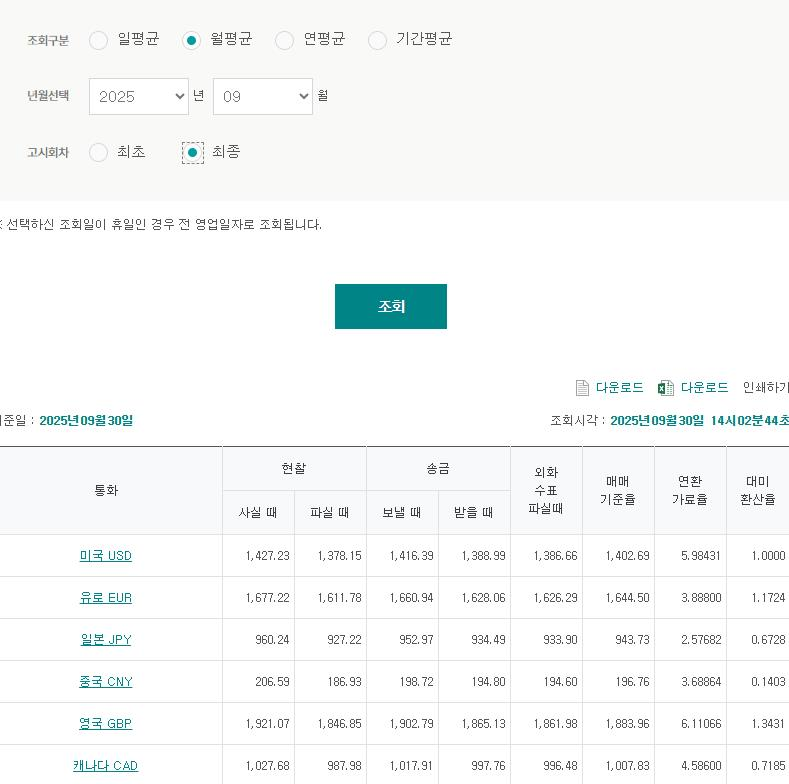 조회구분 일평균 월평균 연평균 기간평균
년월선택 2025 년 09 월
고시회차 최초 최종
선택하신 조회일이 휴일인 경우 전 영업일자로 조회됩니다.
조회
다운로드 다운로드 인쇄하기
준일 : 2025년09월30일 조회시각 : 2025년09월30일 14시02분44초
통화 현찰 송금 외화 수표 파실때 매매 기준율 연환 가료율 대미 환산율
사실 때 파실 때 보낼 때 받을 때
미국 USD 1,427.23 1,378.15 1,416.39 1,388.99 1,386.66 1,402.69 5.98431 1.0000
유로 EUR 1,677.22 1,611.78 1,660.94 1,628.06 1,626.29 1,644.50 3.88800 1.1724
일본 JPY 960.24 927.22 952.97 934.49 933.90 943.73 2.57682 0.6728
중국 CNY 206.59 186.93 198.72 194.80 194.60 196.76 3.68864 0.1403
영국 GBP 1,921.07 1,846.85 1,902.79 1,865.13 1,861.98 1,883.96 6.11066 1.3431
캐나다 CAD 1,027.68 987.98 1,017.91 997.76 996.48 1,007.83 4.58600 0.7185